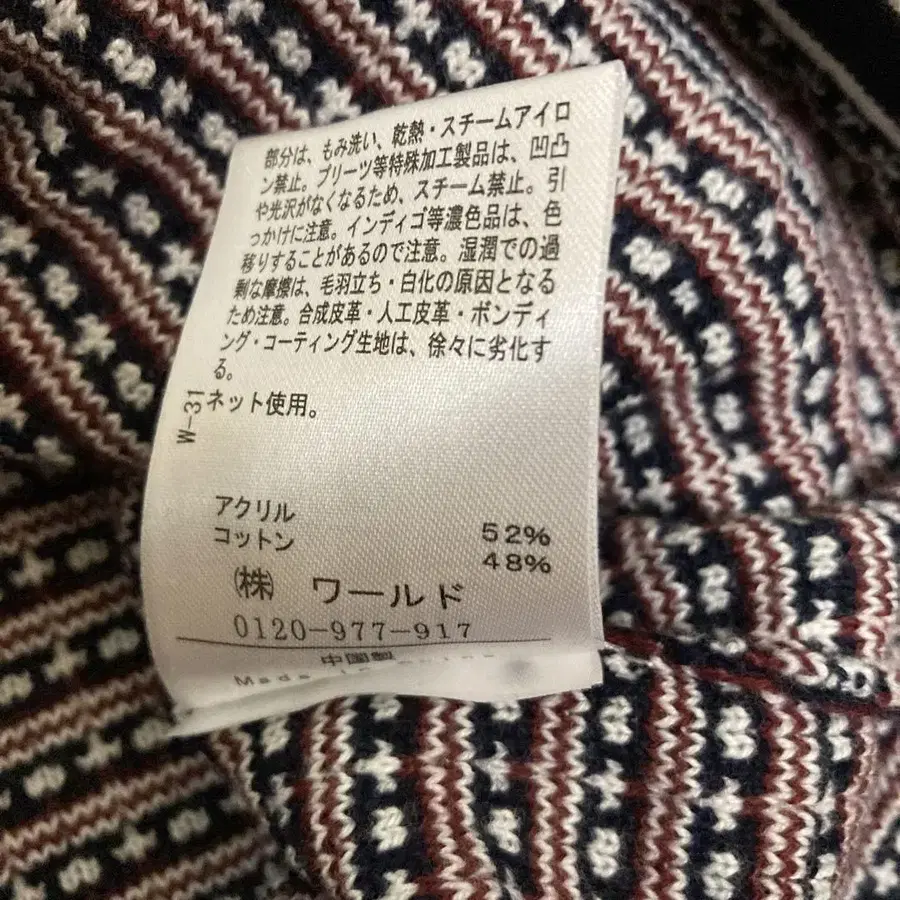 部分は、もみ洗い、乾熱・スチームアイロ
ン禁止。プリーツ等特殊加工製品は、凹凸
や光沢がなくなるため、スチーム禁止。引
っかけに注意。インディゴ等濃色品は、色
移りすることがあるので注意。湿潤での過
剰な摩擦は、毛羽立ち・白化の原因となる
ため注意。合成皮革・人工皮革・ボンディ
ング・コーティング生地は、徐々に劣化す
る。
ネット使用。
W-31
アクリル 52%
コットン 48%
㈱ ワールド
0120-977-917
中国製
Made in China